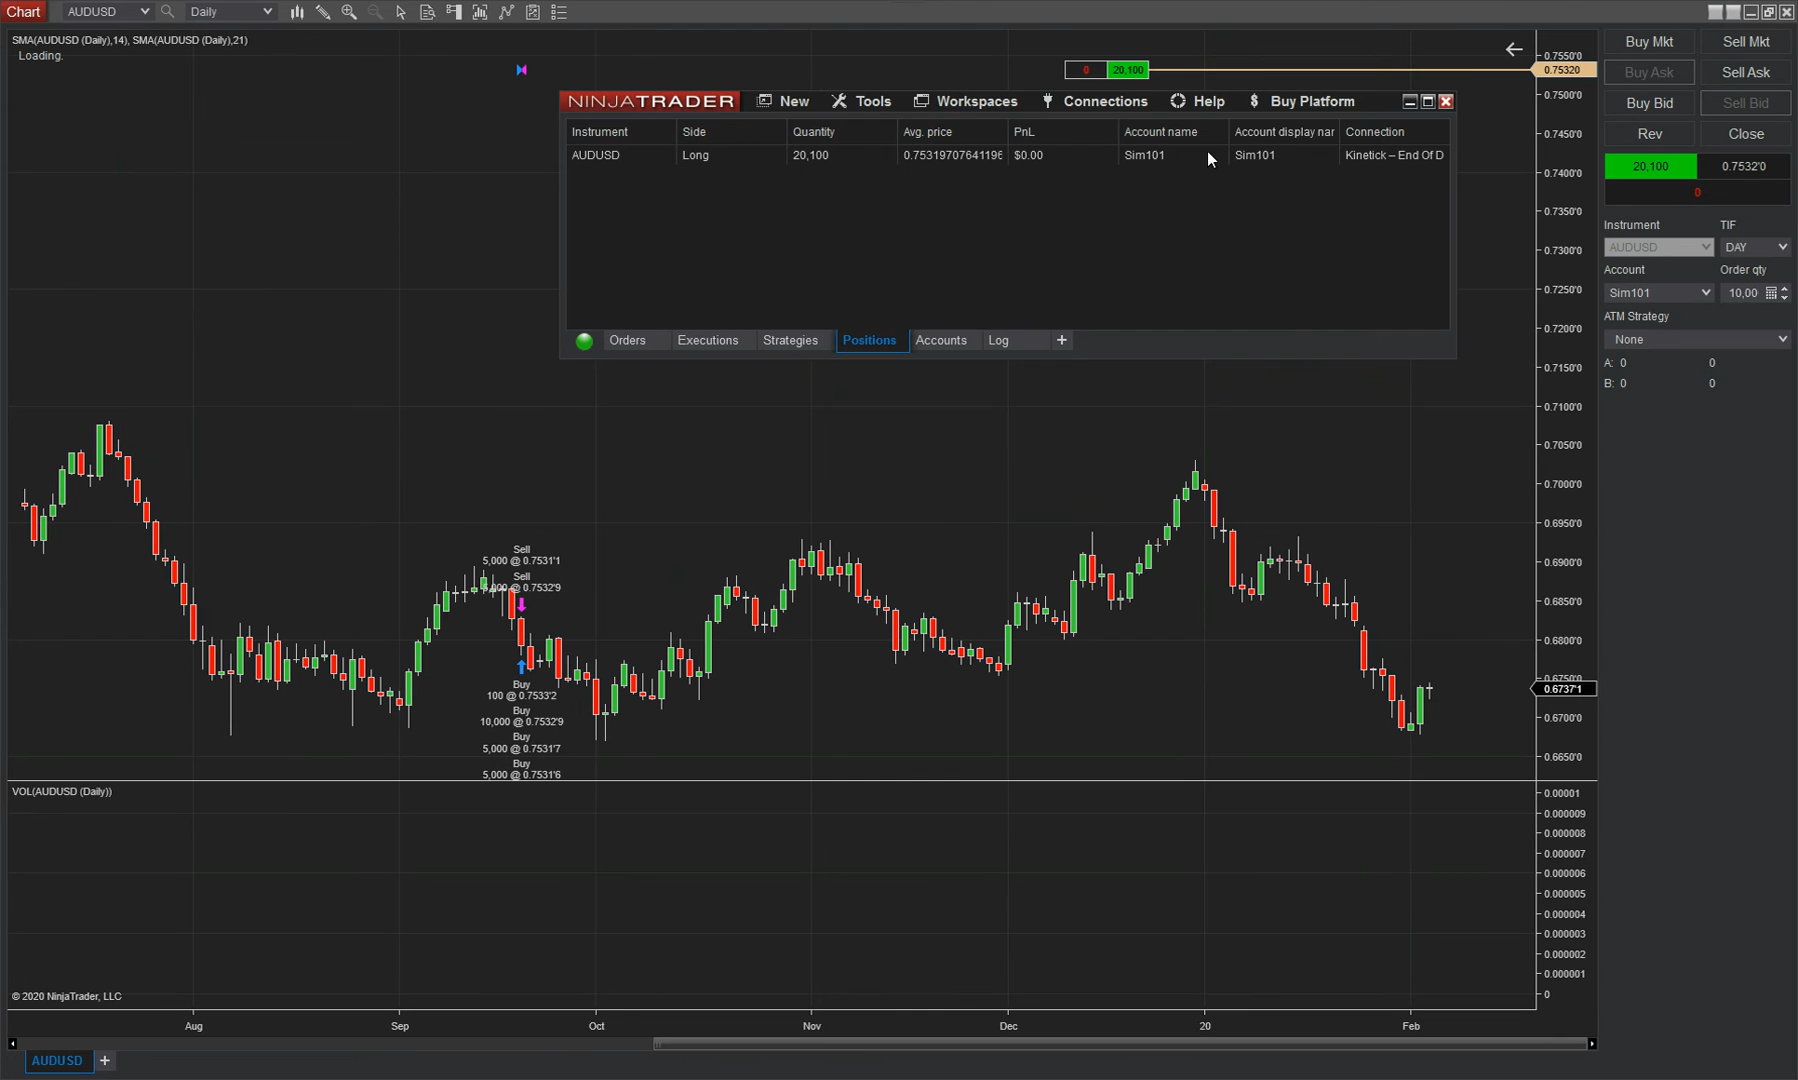 Chart AUDUSD Daily
SMA(AUDUSD (Daily),14), SMA(AUDUSD (Daily),21)
Loading.
0 20,100
NINJATRADER New Tools Workspaces Connections Help $ Buy Platform
Instrument Side Quantity Avg. price PnL Account name Account display nar Connection
AUDUSD Long 20,100 0.75319707641196 $0.00 Sim101 Sim101 Kinetick – End Of D
Orders Executions Strategies Positions Accounts Log +
Sell
5,000 @ 0.7531'1
Sell
5,000 @ 0.7532'9
Buy
100 @ 0.7533'2
Buy
10,000 @ 0.7532'9
Buy
5,000 @ 0.7531'7
Buy
5,000 @ 0.7531'6
0.7550'0
0.75320
0.7500'0
0.7450'0
0.7400'0
0.7350'0
0.7300'0
0.7250'0
0.7200'0
0.7150'0
0.7100'0
0.7050'0
0.7000'0
0.6950'0
0.6900'0
0.6850'0
0.6800'0
0.6750'0
0.6737'1
0.6700'0
0.6650'0
VOL(AUDUSD (Daily))
0.00001
0.000009
0.000008
0.000007
0.000006
0.000005
0.000004
0.000003
0.000002
0.000001
0
© 2020 NinjaTrader, LLC
Aug Sep Oct Nov Dec 20 Feb
AUDUSD +
Buy Mkt Sell Mkt
Buy Ask Sell Ask
Buy Bid Sell Bid
Rev Close
20,100 0.7532'0
0
Instrument TIF
AUDUSD DAY
Account Order qty
Sim101 10,00
ATM Strategy
None
A: 0 0
B: 0 0